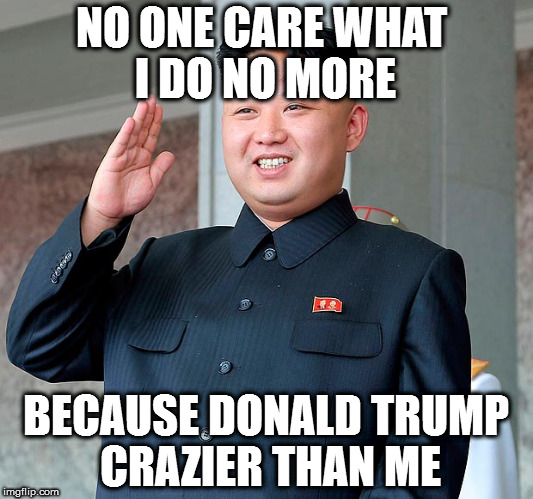 NO ONE CARE WHAT
I DO NO MORE
BECAUSE DONALD TRUMP
CRAZIER THAN ME
imgflip.com